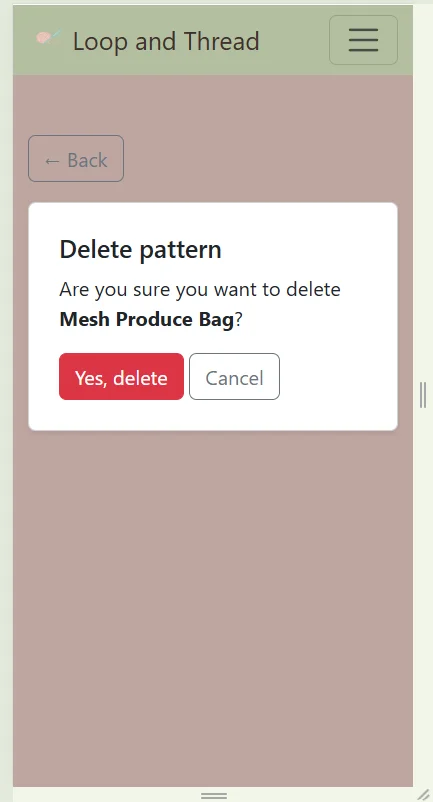 Loop and Thread
← Back
Delete pattern
Are you sure you want to delete
Mesh Produce Bag?
Yes, delete
Cancel